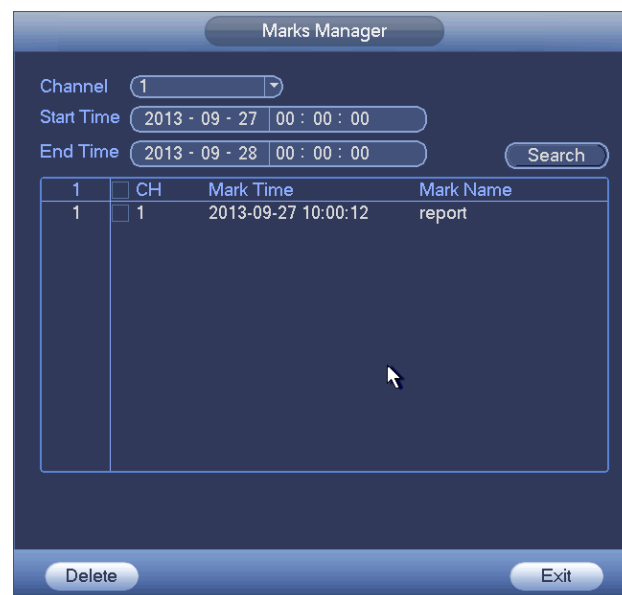 Marks Manager
Channel 1
Start Time 2013 - 09 - 27 00 : 00 : 00
End Time 2013 - 09 - 28 00 : 00 : 00 Search
1 CH Mark Time Mark Name
1 1 2013-09-27 10:00:12 report
Delete Exit